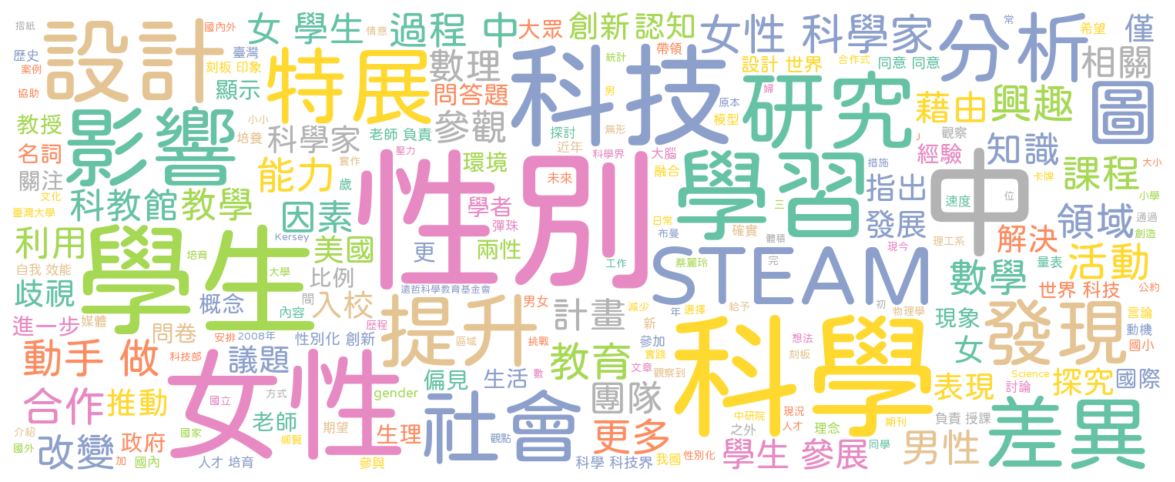 摺紙
國內外
設計
女 學生
情意
過程 中
大眾
創新
認知
女性 科學家
分析
常
希望
僅
歷史
臺灣
案例
刻板 印象
特展
數理
帶領
統計
科技
設計 世界
合作式
同意 同意
相關
協助
顯示
問答題
男
婦
研究
原本
模型
藉由
興趣
圖
影響
教授
小小
培養
科學家
老師 負責
參觀
探討
無形
J
觀察
名詞
實作
壓力
近年
科學界
大腦
學習
措施
經驗
知識
關注
能力
歲
環境
性別
未來
融合
指出
中
卡牌
大小
課程
文化
科教館
教學
因素
學者
日常
三
發展
速度
位
小學
臺灣大學
彈珠
布曼
確實
領域
通過
創造
利用
學生
Kersey
美國
更
兩性
體積
現今
理工系
解決
自我 效能
培育
工作
蔡麗玲
完
STEAM
數學
量表
活動
歧視
大學
比例
遠哲科學教育基金會
年
選擇
給予
初
物理學
世界 科技
公約
概念
內容
間
入校
提升
男女
減少
科學
現象
發現
言論
進一步
媒體
問卷
安排
2008年
性別化 創新
歷程
區域
挑戰
計畫
新
參加
想法
刻板
女
動機
國小
動手 做
科技部
議題
女性
偏見
生活
數
教育
實踐
文章
觀察到
Science
討論
探究
國際
合作
推動
國立
方式
gender
社會
團隊
中研院
現況
人才
期刊
表現
差異
老師
期望
生理
更多
之外
理念
負責 授課
介紹
國外
改變
政府
加
國內
國家
柳賢
人才 培育
參與
觀點
科學 科技界
我國
性別化
學生 參展
同學
男性